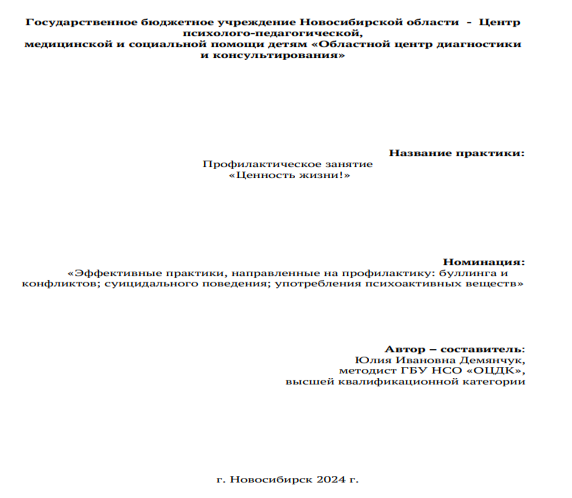 Государственное бюджетное учреждение Новосибирской области - Центр
психолого-педагогической,
медицинской и социальной помощи детям «Областной центр диагностики
и консультирования»
Название практики:
Профилактическое занятие
«Ценность жизни!»
Номинация:
«Эффективные практики, направленные на профилактику: буллинга и
конфликтов; суицидального поведения; употребления психоактивных веществ»
Автор – составитель:
Юлия Ивановна Демянчук,
методист ГБУ НСО «ОЦДК»,
высшей квалификационной категории
г. Новосибирск 2024 г.